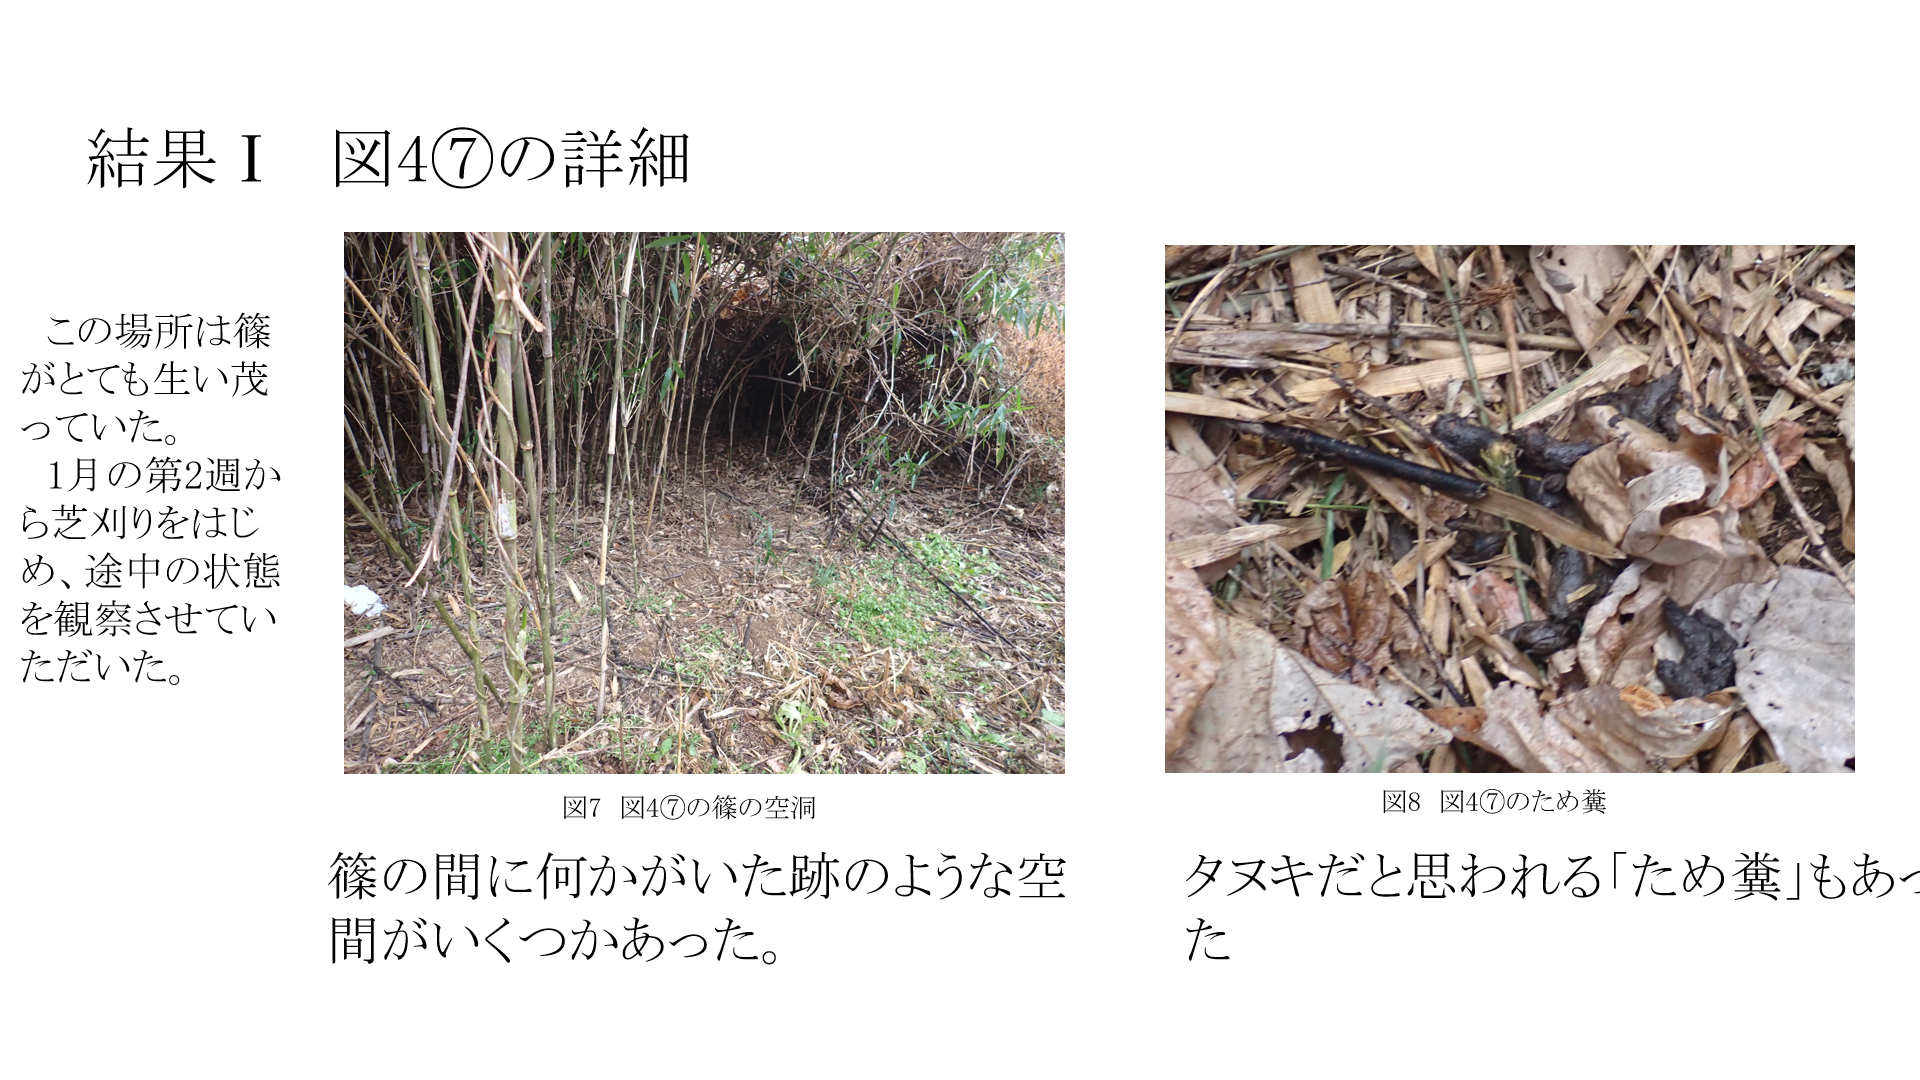 結果Ⅰ　図4⑦の詳細
この場所は篠
がとても生い茂
っていた。
1月の第2週か
ら芝刈りをはじ
め、途中の状態
を観察させてい
ただいた。
図7　図4⑦の篠の空洞
篠の間に何かがいた跡のような空
間がいくつかあった。
図8　図4⑦のため糞
タヌキだと思われる「ため糞」もあっ
た